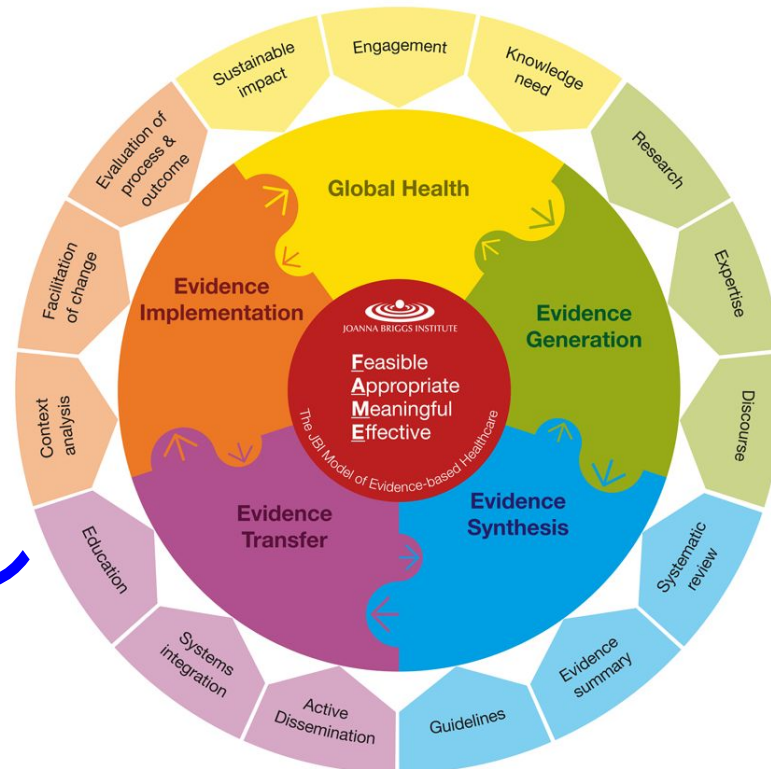 Sustainable
impact
Engagement
Knowledge
need
Research
Expertise
Discourse
Systematic
review
Evidence
summary
Guidelines
Active
Dissemination
Systems
integration
Education
Context
analysis
Facilitation
of change
Evaluation of
process &
outcome
Global Health
Evidence
Generation
Evidence
Synthesis
Evidence
Transfer
Evidence
Implementation
JOANNA BRIGGS INSTITUTE
Feasible
Appropriate
Meaningful
Effective
The JBI Model of Evidence-based Healthcare